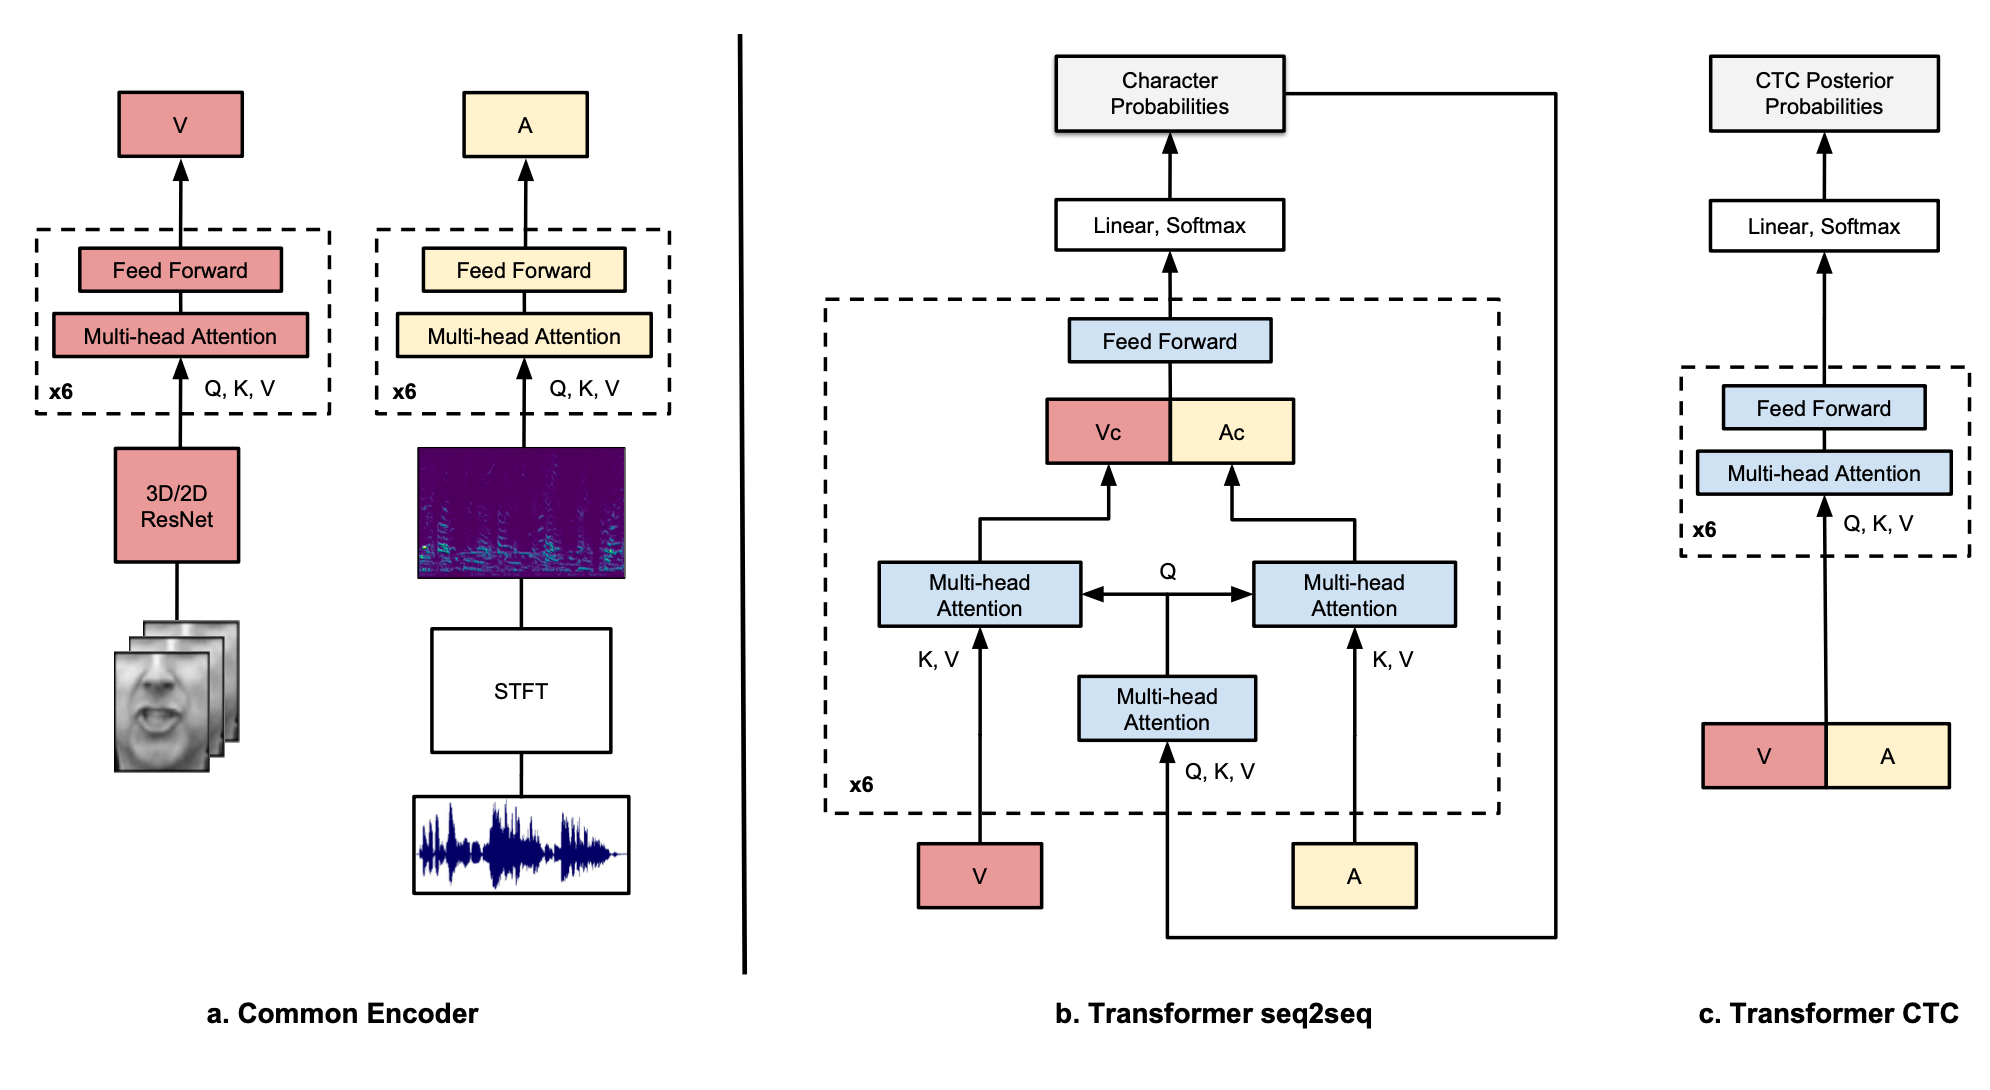 V
A
Feed Forward
Multi-head Attention
Q, K, V
x6
Feed Forward
Multi-head Attention
Q, K, V
x6
3D/2D
ResNet
STFT
a. Common Encoder
Character
Probabilities
Linear, Softmax
Feed Forward
Vc
Ac
Multi-head
Attention
Q
Multi-head
Attention
K, V
K, V
Multi-head
Attention
Q, K, V
x6
V
A
b. Transformer seq2seq
CTC Posterior
Probabilities
Linear, Softmax
Feed Forward
Multi-head Attention
Q, K, V
x6
V
A
c. Transformer CTC